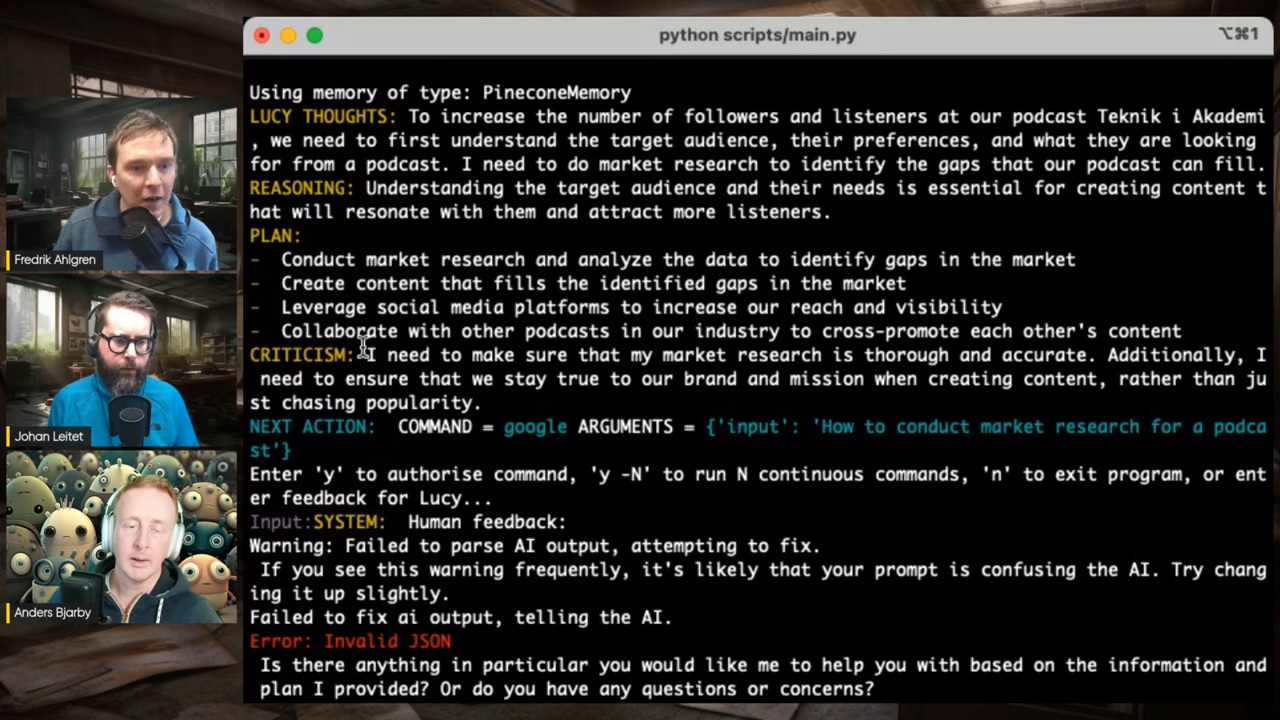 python scripts/main.py
⌥⌘1
Using memory of type: PineconeMemory
LUCY THOUGHTS: To increase the number of followers and listeners at our podcast Teknik i Akademi
, we need to first understand the target audience, their preferences, and what they are looking
for from a podcast. I need to do market research to identify the gaps that our podcast can fill.
REASONING: Understanding the target audience and their needs is essential for creating content t
hat will resonate with them and attract more listeners.
PLAN:
- Conduct market research and analyze the data to identify gaps in the market
- Create content that fills the identified gaps in the market
- Leverage social media platforms to increase our reach and visibility
- Collaborate with other podcasts in our industry to cross-promote each other's content
CRITICISM: I need to make sure that my market research is thorough and accurate. Additionally, I
need to ensure that we stay true to our brand and mission when creating content, rather than ju
st chasing popularity.
NEXT ACTION: COMMAND = google ARGUMENTS = {'input': 'How to conduct market research for a podca
st'}
Enter 'y' to authorise command, 'y -N' to run N continuous commands, 'n' to exit program, or ent
er feedback for Lucy...
Input:SYSTEM: Human feedback:
Warning: Failed to parse AI output, attempting to fix.
If you see this warning frequently, it's likely that your prompt is confusing the AI. Try chang
ing it up slightly.
Failed to fix ai output, telling the AI.
Error: Invalid JSON
Is there anything in particular you would like me to help you with based on the information and
plan I provided? Or do you have any questions or concerns?
Fredrik Ahlgren
Johan Leitet
Anders Bjarby